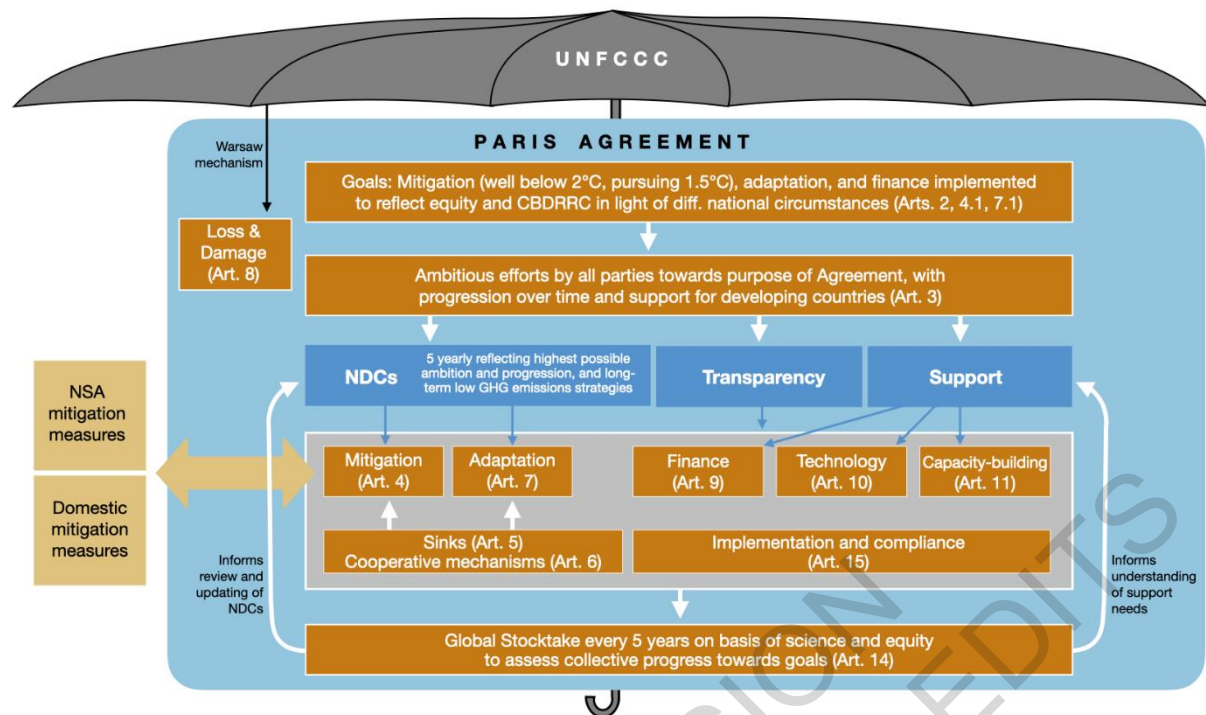 UNFCCC
PARIS AGREEMENT
Warsaw
mechanism
Goals: Mitigation (well below 2°C, pursuing 1.5°C), adaptation, and finance implemented
to reflect equity and CBDRRC in light of diff. national circumstances (Arts. 2, 4.1, 7.1)
Loss &
Damage
(Art. 8)
Ambitious efforts by all parties towards purpose of Agreement, with
progression over time and support for developing countries (Art. 3)
NDCs
5 yearly reflecting highest possible
ambition and progression, and long-
term low GHG emissions strategies
Transparency
Support
NSA
mitigation
measures
Domestic
mitigation
measures
Mitigation
(Art. 4)
Adaptation
(Art. 7)
Finance
(Art. 9)
Technology
(Art. 10)
Capacity-building
(Art. 11)
Sinks (Art. 5)
Cooperative mechanisms (Art. 6)
Implementation and compliance
(Art. 15)
Informs
review and
updating of
NDCs
Informs
understanding
of support
needs
Global Stocktake every 5 years on basis of science and equity
to assess collective progress towards goals (Art. 14)
SION
EDITS